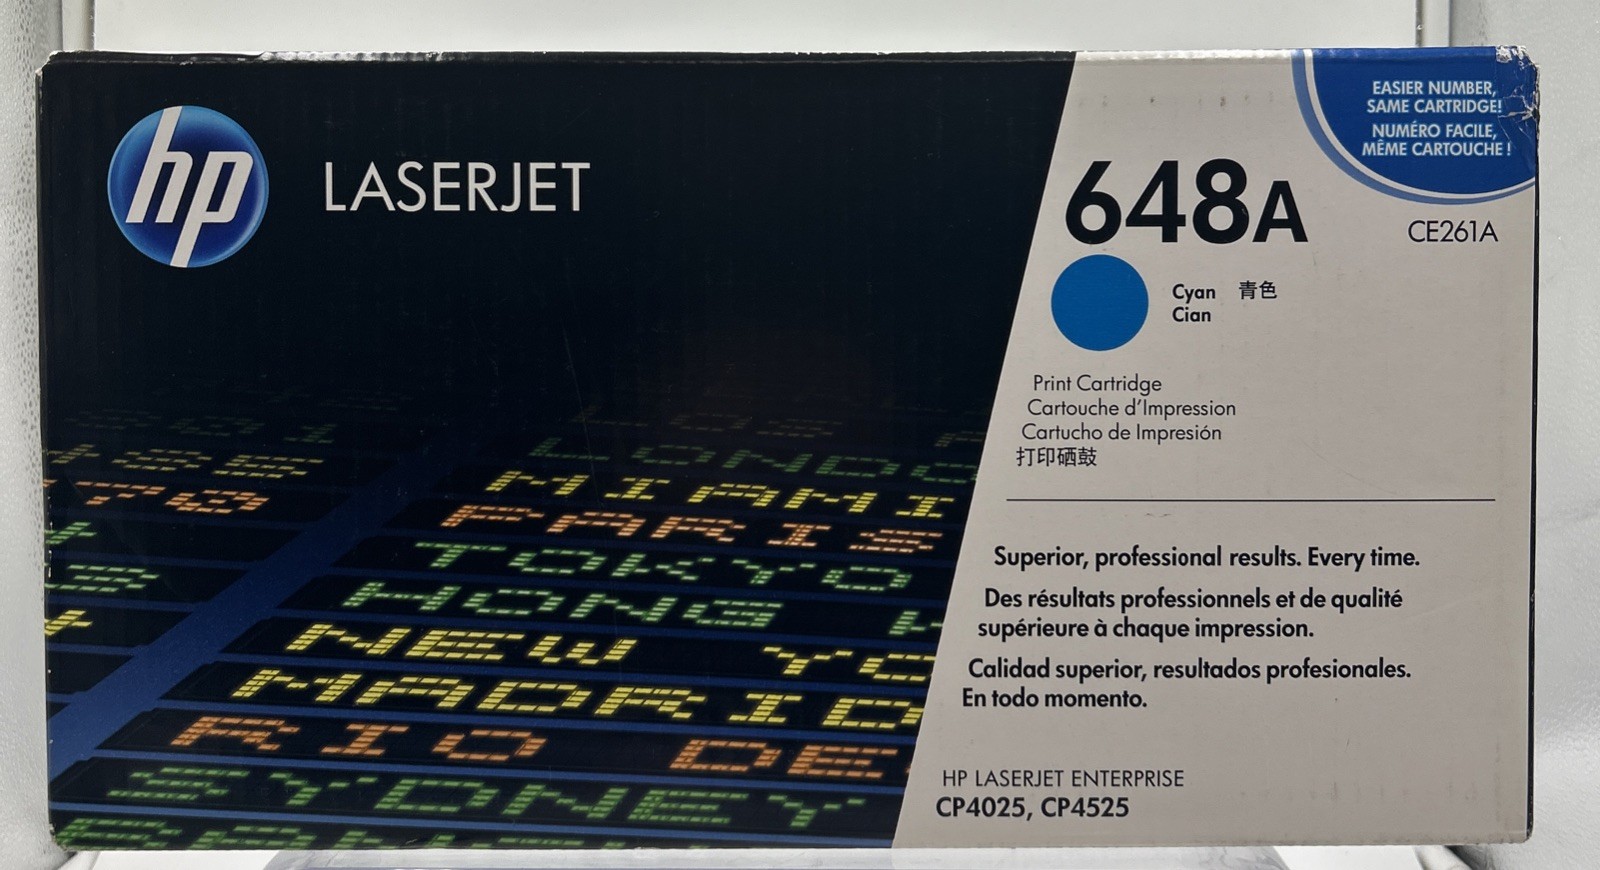 hp
LASERJET
EASIER NUMBER,
SAME CARTRIDGE!
NUMÉRO FACILE,
MÊME CARTOUCHE !
648A
CE261A
Cyan 青色
Cian
Print Cartridge
Cartouche d'Impression
Cartucho de Impresión
打印硒鼓
Superior, professional results. Every time.
Des résultats professionnels et de qualité
supérieure à chaque impression.
Calidad superior, resultados profesionales.
En todo momento.
HP LASERJET ENTERPRISE
CP4025, CP4525
LONDO
MIAMI
PARIS
TOKYO
HONG K
NEW YO
MADRID
RIO DE
SYDNEY